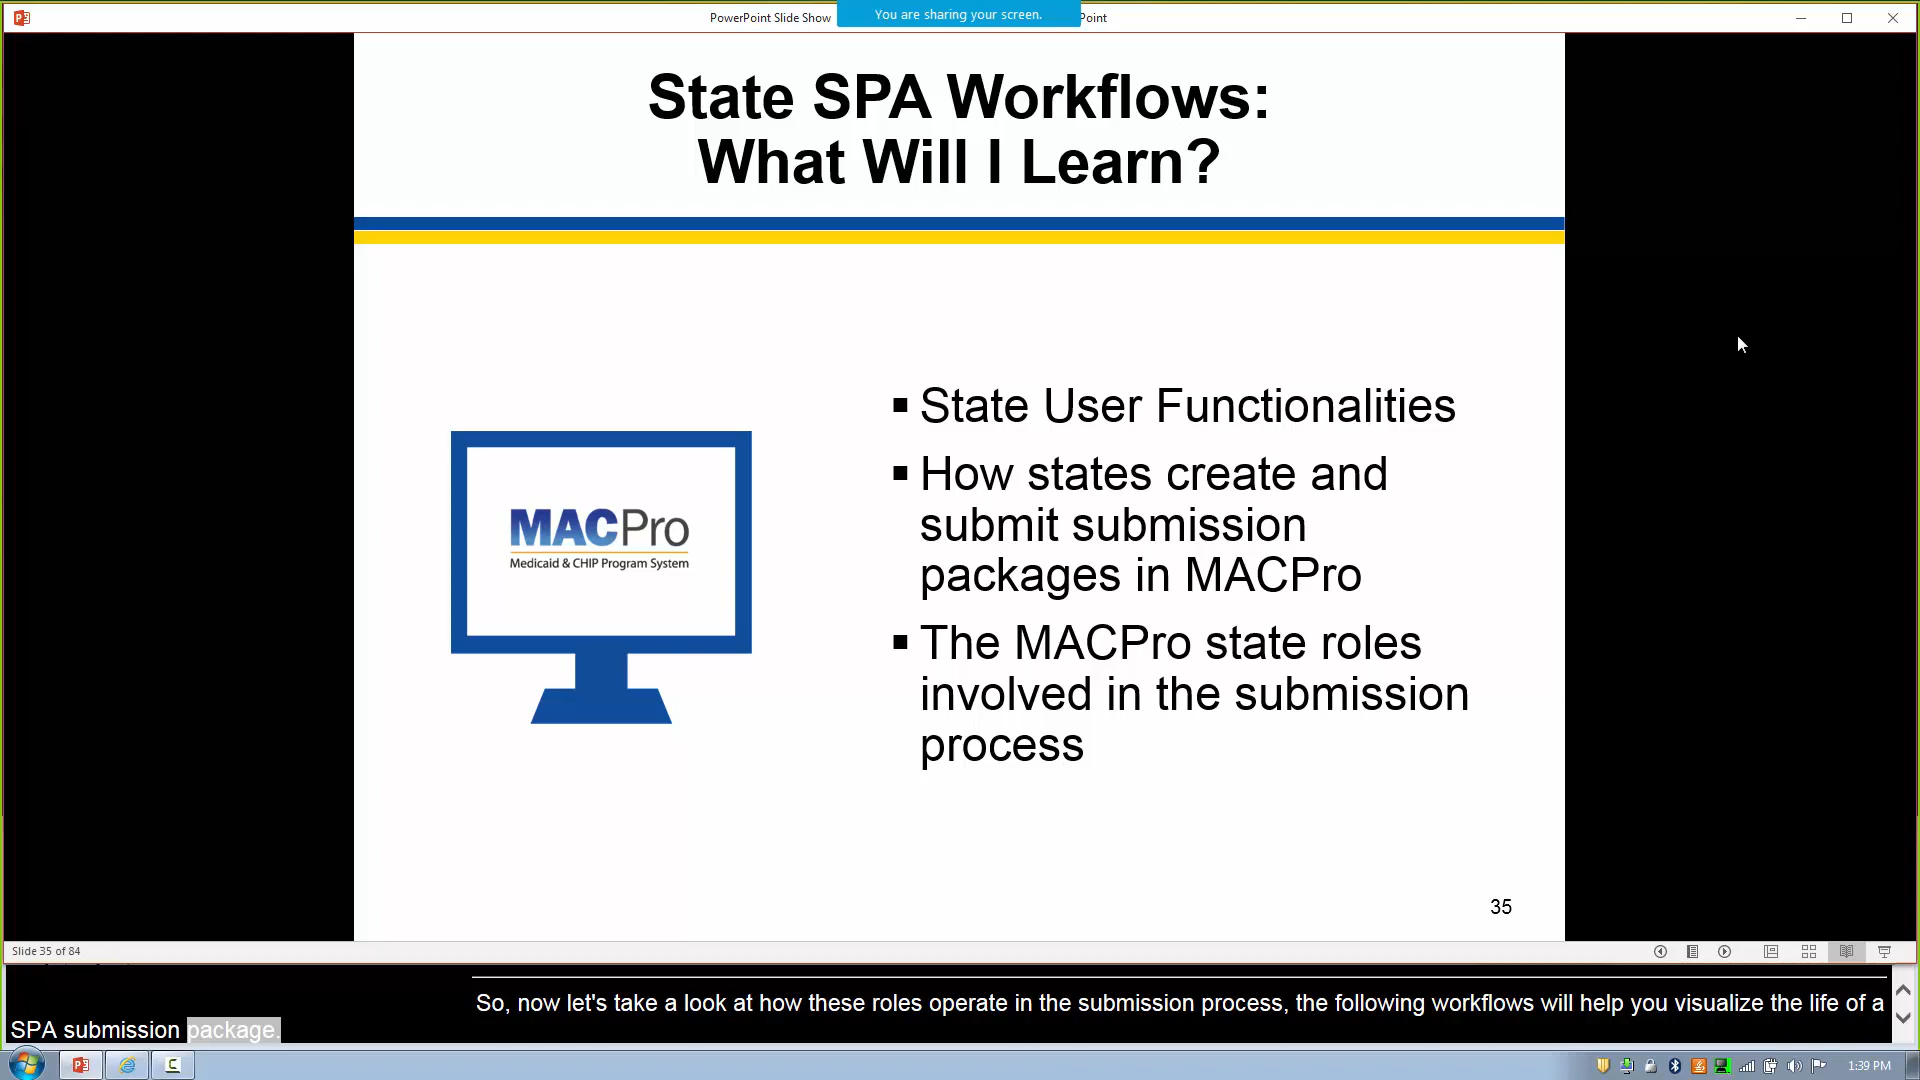 PowerPoint Slide Show
You are sharing your screen.
Point
State SPA Workflows:
What Will I Learn?
MACPro
Medicaid & CHIP Program System
▪ State User Functionalities
▪ How states create and
submit submission
packages in MACPro
▪ The MACPro state roles
involved in the submission
process
35
Slide 35 of 84
So, now let's take a look at how these roles operate in the submission process, the following workflows will help you visualize the life of a
SPA submission package.
1:39 PM